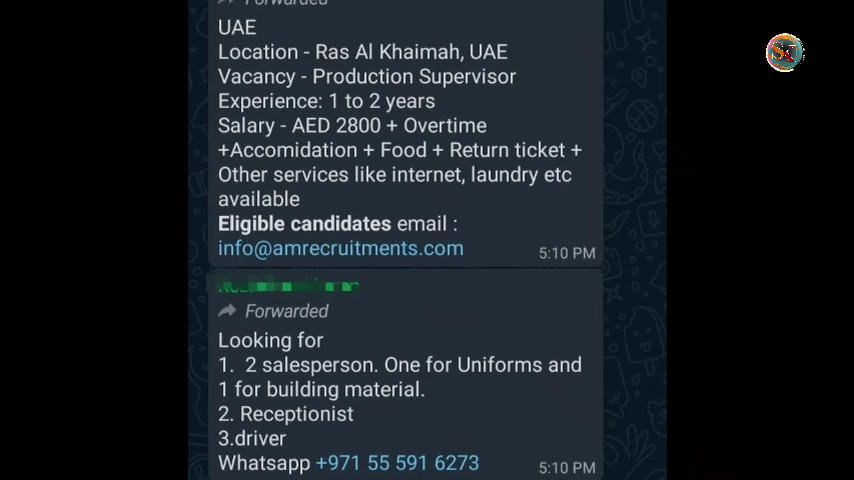 Forwarded
UAE
Location - Ras Al Khaimah, UAE
Vacancy - Production Supervisor
Experience: 1 to 2 years
Salary - AED 2800 + Overtime
+Accomidation + Food + Return ticket +
Other services like internet, laundry etc
available
Eligible candidates email :
info@amrecruitments.com
5:10 PM
Forwarded
Looking for
1. 2 salesperson. One for Uniforms and
1 for building material.
2. Receptionist
3.driver
Whatsapp +971 55 591 6273
5:10 PM